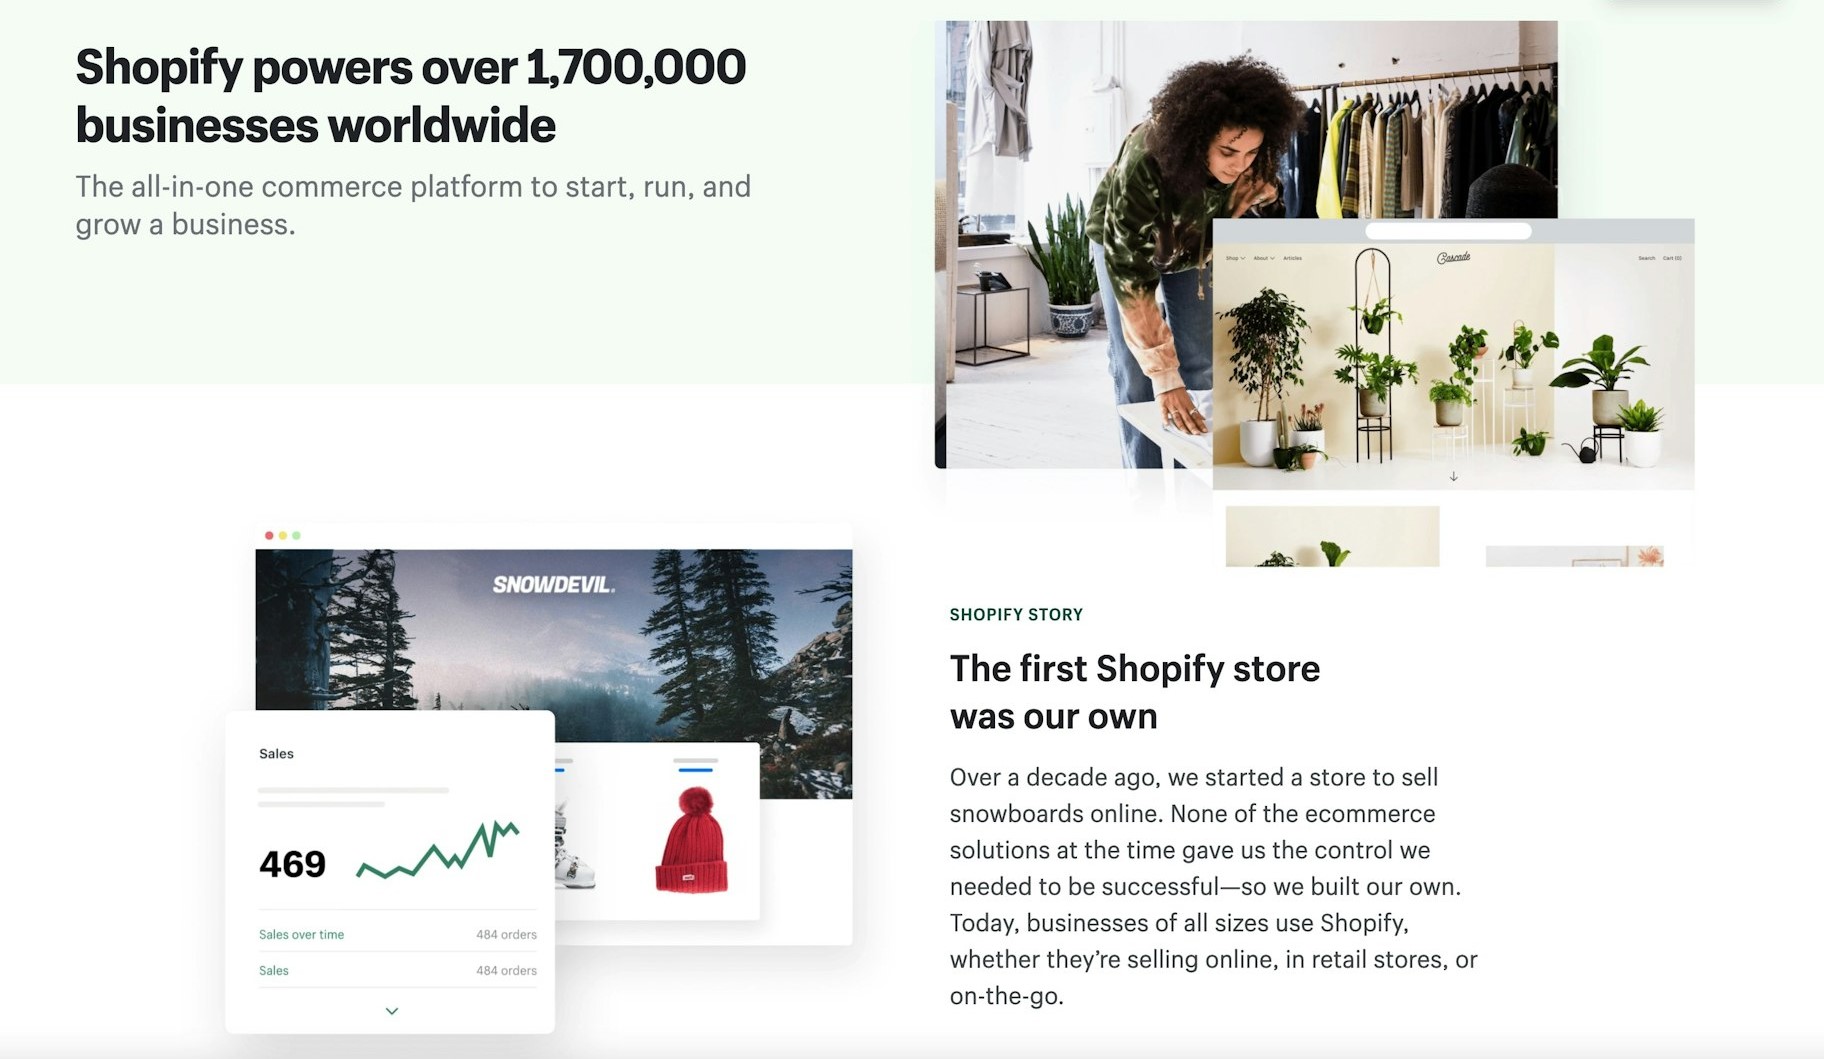 Shopify powers over 1,700,000
businesses worldwide
The all-in-one commerce platform to start, run, and
grow a business.
Shop About Articles
Cascade
Search Cart (0)
SNOWDEVIL.
Sales
469
Sales over time 484 orders
Sales 484 orders
SHOPIFY STORY
The first Shopify store
was our own
Over a decade ago, we started a store to sell
snowboards online. None of the ecommerce
solutions at the time gave us the control we
needed to be successful—so we built our own.
Today, businesses of all sizes use Shopify,
whether they’re selling online, in retail stores, or
on-the-go.